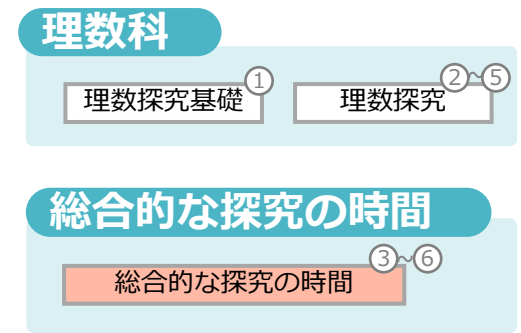 理数科
理数探究基礎 ①
理数探究 ②~⑤
総合的な探究の時間
総合的な探究の時間 ③~⑥